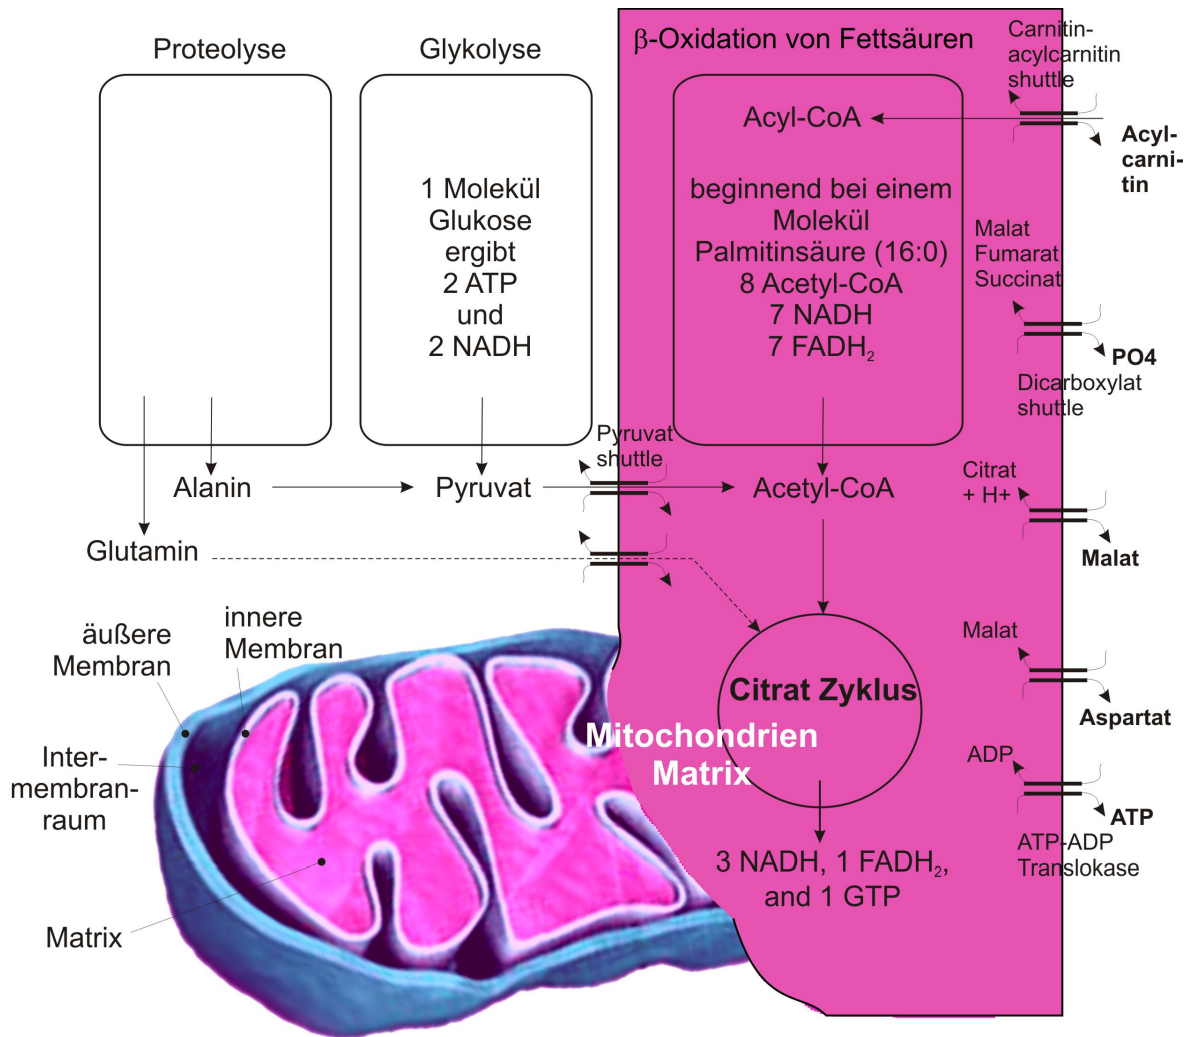 Proteolyse
Glykolyse
β-Oxidation von Fettsäuren
Carnitin-
acylcarnitin
shuttle
Acyl-CoA
Acyl-
carni-
tin
1 Molekül
Glukose
ergibt
2 ATP
und
2 NADH
beginnend bei einem
Molekül
Palmitinsäure (16:0)
8 Acetyl-CoA
7 NADH
7 FADH₂
Malat
Fumarat
Succinat
PO4
Dicarboxylat
shuttle
Pyruvat
shuttle
Alanin
Pyruvat
Acetyl-CoA
Citrat
+ H+
Malat
Glutamin
äußere
Membran
innere
Membran
Inter-
membran-
raum
Matrix
Citrat Zyklus
Mitochondrien
Matrix
Malat
Aspartat
ADP
ATP
ATP-ADP
Translokase
3 NADH, 1 FADH₂,
and 1 GTP